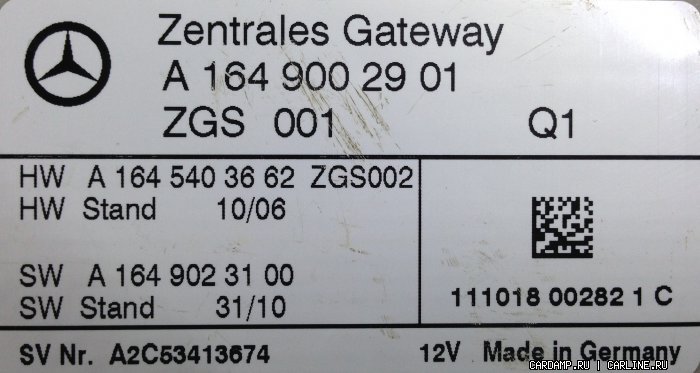 Zentrales Gateway
A 164 900 29 01
ZGS 001 Q1
HW A 164 540 36 62 ZGS002
HW Stand 10/06
SW A 164 902 31 00
SW Stand 31/10
111018 00282 1 C
SV Nr. A2C53413674 12V Made in Germany
CARDAMP.RU | CARLINE.RU